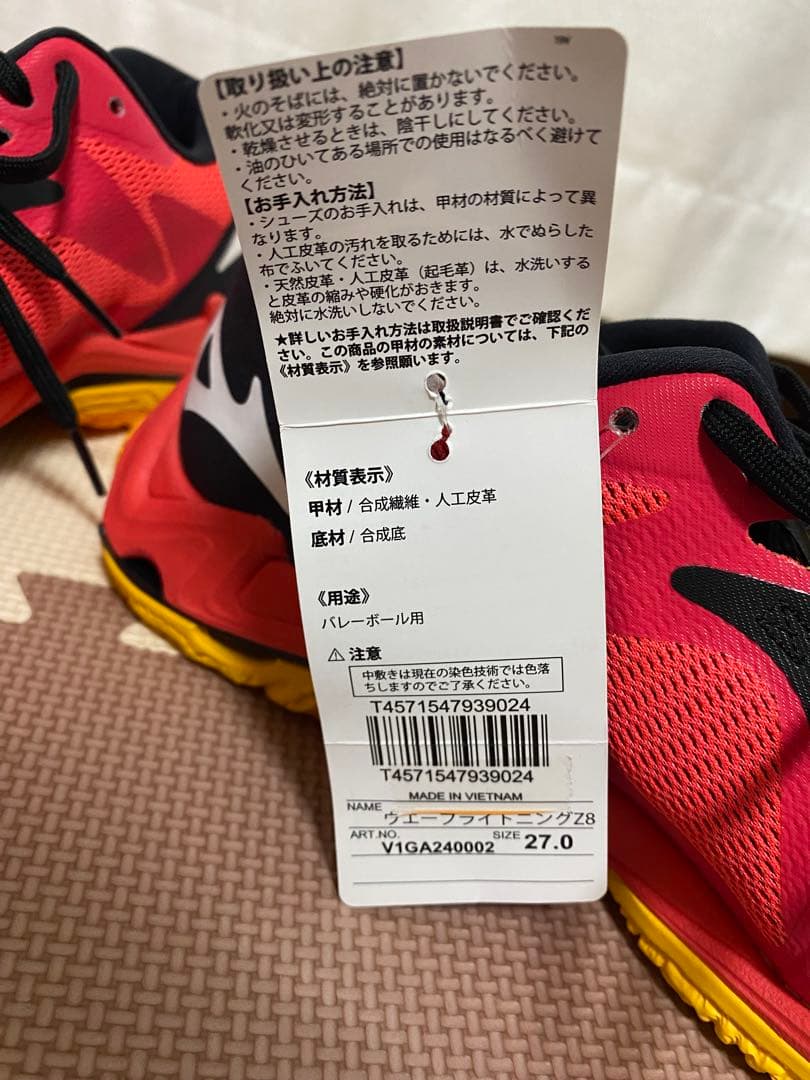 【取り扱い上の注意】
・火のそばには、絶対に置かないでください。
軟化又は変形することがあります。
・乾燥させるときは、陰干しにしてください。
・油のひいてある場所での使用はなるべく避けて
ください。
【お手入れ方法】
・シューズのお手入れは、甲材の材質によって異
なります。
・人工皮革の汚れを取るためには、水でぬらした
布でふいてください。
・天然皮革・人工皮革（起毛革）は、水洗いする
と皮革の縮みや硬化がおきます。
絶対に水洗いしないでください。
★詳しいお手入れ方法は取扱説明書でご確認くだ
さい。この商品の甲材の素材については、下記の
《材質表示》を参照願います。
《材質表示》
甲材 / 合成繊維・人工皮革
底材 / 合成底
《用途》
バレーボール用
⚠ 注意
中敷きは現在の染色技術では色落
ちしますのでご了承ください。
T4571547939024
T4571547939024
MADE IN VIETNAM
NAME ウエーブライトニングZ8
ART.NO. V1GA240002 SIZE 27.0